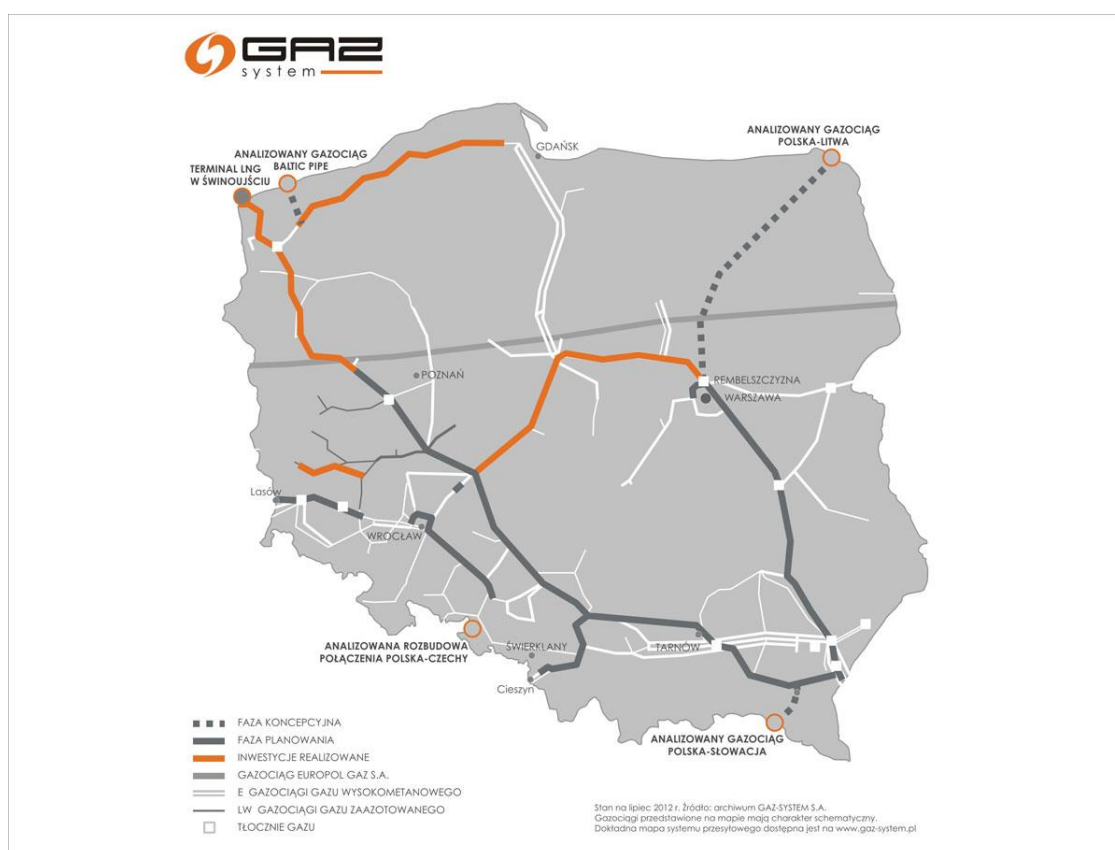 GAZ
system
GDAŃSK
ANALIZOWANY GAZOCIĄG
POLSKA-LITWA
ANALIZOWANY GAZOCIĄG
BALTIC PIPE
TERMINAL LNG
W ŚWINOUJŚCIU
POZNAŃ
REMBELSZCZYZNA
WARSZAWA
Lasów
WROCŁAW
ANALIZOWANA ROZBUDOWA
POŁĄCZENIA POLSKA-CZECHY
ŚWIERKLANY
TARNÓW
Cieszyn
ANALIZOWANY GAZOCIĄG
POLSKA-SŁOWACJA
FAZA KONCEPCYJNA
FAZA PLANOWANIA
INWESTYCJE REALIZOWANE
GAZOCIĄG EUROPOL GAZ S.A.
E GAZOCIĄGI GAZU WYSOKOMETANOWEGO
LW GAZOCIĄGI GAZU ZAAZOTOWANEGO
TŁOCZNIE GAZU
Stan na lipiec 2012 r. Źródło: archiwum GAZ-SYSTEM S.A.
Gazociągi przedstawione na mapie mają charakter schematyczny.
Dokładna mapa systemu przesyłowego dostępna jest na www.gaz-system.pl